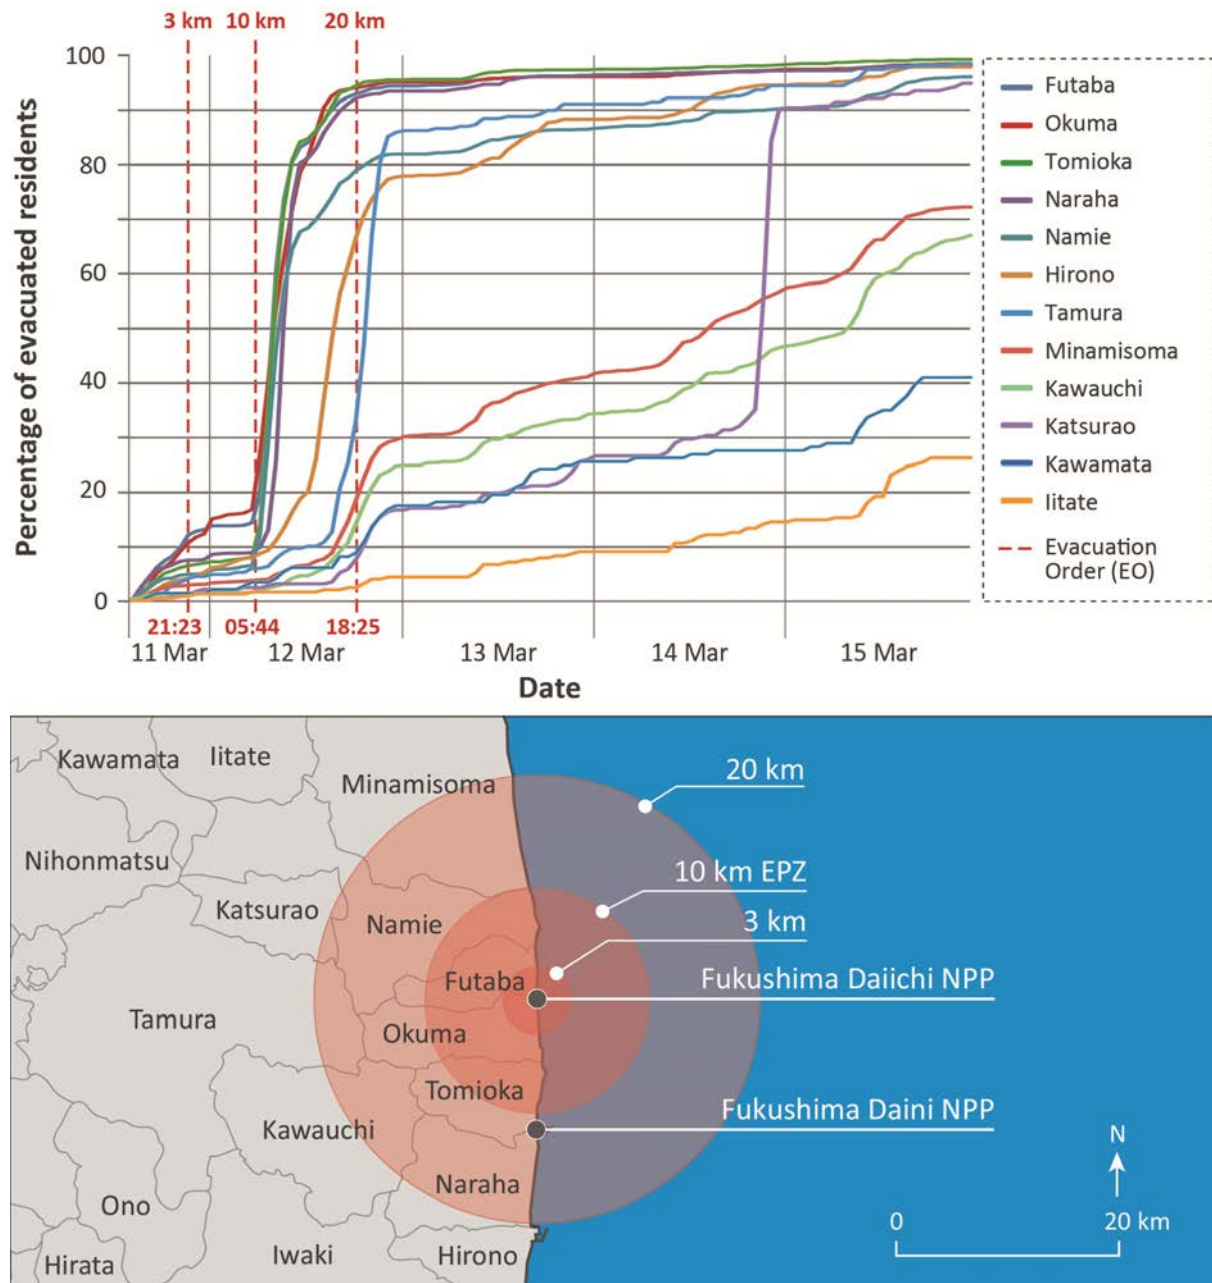 3 km 10 km 20 km
100
80
60
40
20
0
Percentage of evacuated residents
21:23 05:44 18:25
11 Mar 12 Mar 13 Mar 14 Mar 15 Mar
Date
Futaba
Okuma
Tomioka
Naraha
Namie
Hirono
Tamura
Minamisoma
Kawauchi
Katsurao
Kawamata
Iitate
Evacuation
Order (EO)
Kawamata Iitate
Minamisoma
20 km
Nihonmatsu
10 km EPZ
Katsurao
Namie
3 km
Futaba
Fukushima Daiichi NPP
Tamura
Okuma
Tomioka
Fukushima Daini NPP
Kawauchi
N
Naraha
Ono
0 20 km
Iwaki
Hirono
Hirata